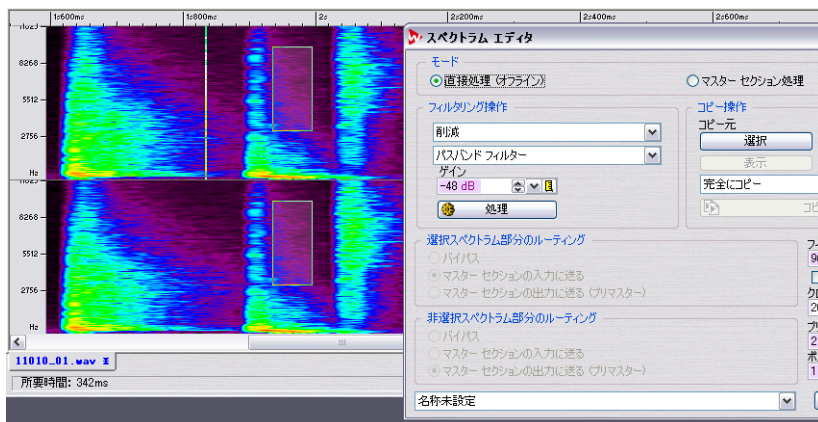 1s600ms 1s800ms 2s 2s200ms 2s400ms 2s600ms
スペクトラム エディタ
8268
5512
2756
Hz
8268
5512
2756
Hz
モード
直接処理 (オフライン)
マスター セクション処理
フィルタリング操作
コピー操作
削減
コピー元
選択
パスバンド フィルター
表示
ゲイン
-48 dB
完全にコピー
処理
選択スペクトラム部分のルーティング
バイパス
マスター セクションの入力に送る
マスター セクションの出力に送る (プリマスター)
非選択スペクトラム部分のルーティング
バイパス
マスター セクションの入力に送る
マスター セクションの出力に送る (プリマスター)
11010_01.wav
所要時間: 342ms
名称未設定